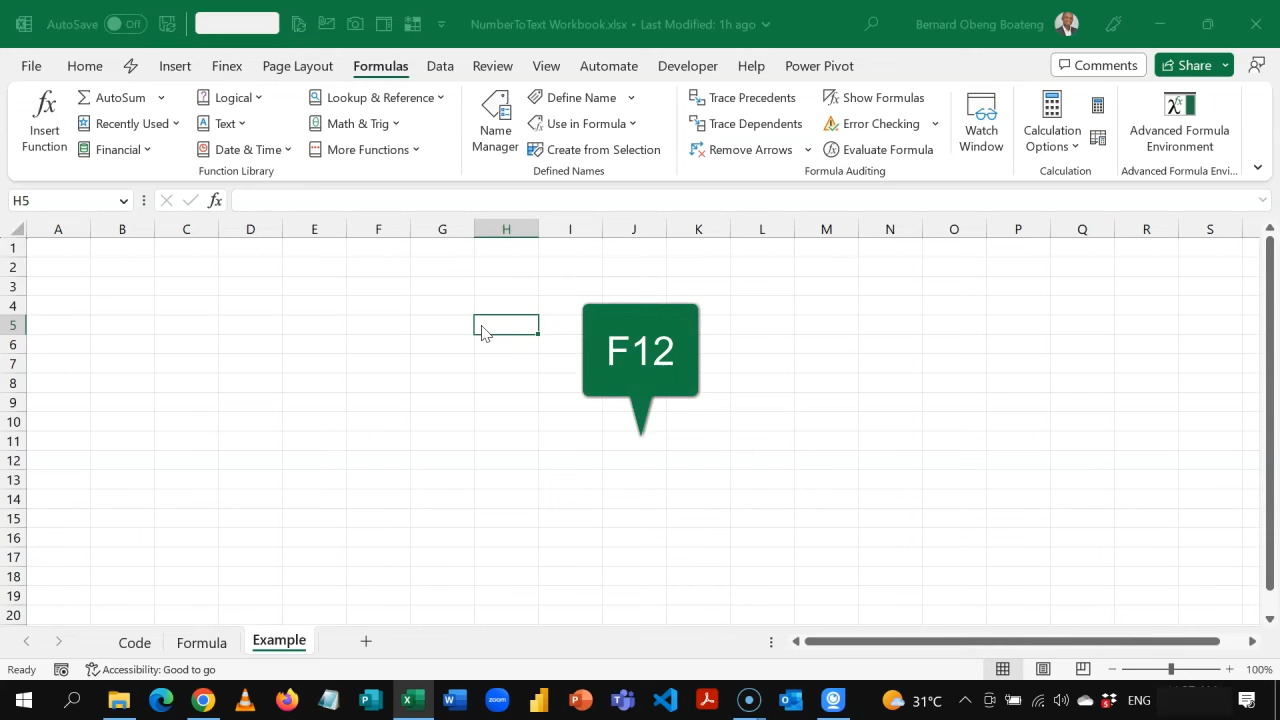 AutoSave Off NumberToText Workbook.xlsx • Last Modified: 1h ago Bernard Obeng Boateng
File Home Insert Finex Page Layout Formulas Data Review View Automate Developer Help Power Pivot Comments Share
Insert Function
AutoSum
Recently Used
Financial
Logical
Text
Date & Time
Lookup & Reference
Math & Trig
More Functions
Function Library
Name Manager
Define Name
Use in Formula
Create from Selection
Defined Names
Trace Precedents
Trace Dependents
Remove Arrows
Show Formulas
Error Checking
Evaluate Formula
Formula Auditing
Watch Window
Calculation Options
Calculation
Advanced Formula Environment
Advanced Formula Envi...
H5 fx
A B C D E F G H I J K L M N O P Q R S
1
2
3
4
5
6
7
8
9
10
11
12
13
14
15
16
17
18
19
20
F12
Code Formula Example
Ready Accessibility: Good to go 100%
31°C ENG